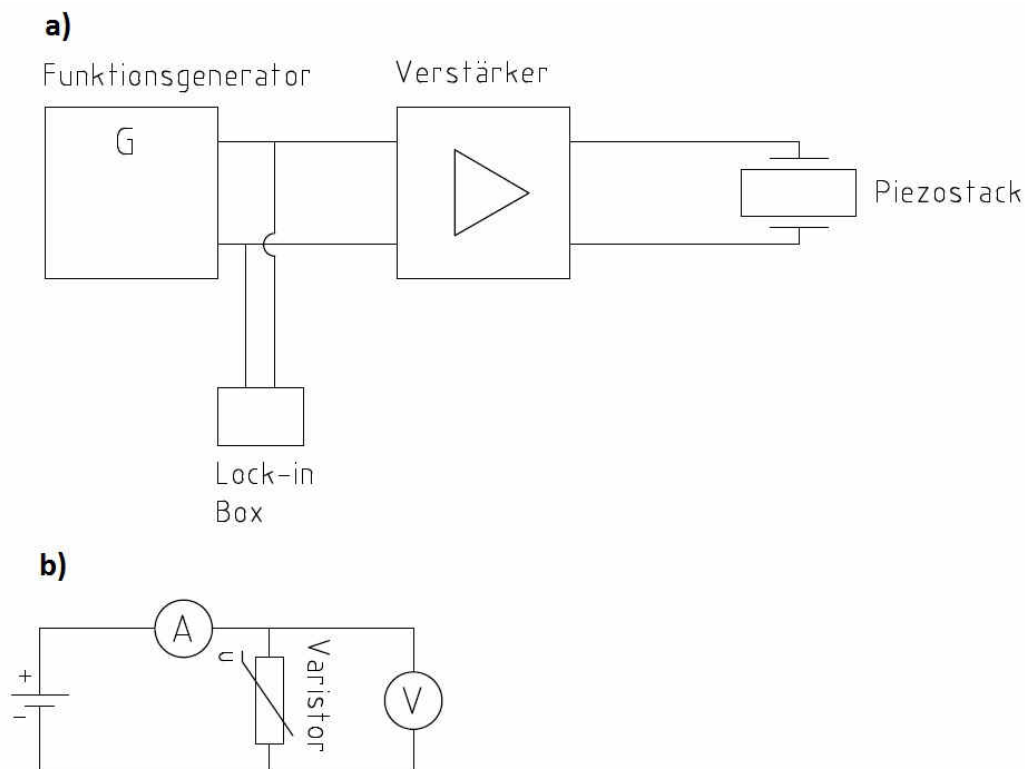 a)
Funktionsgenerator
Verstärker
G
Piezostack
Lock-in
Box
b)
A
+
-
U
Varistor
V